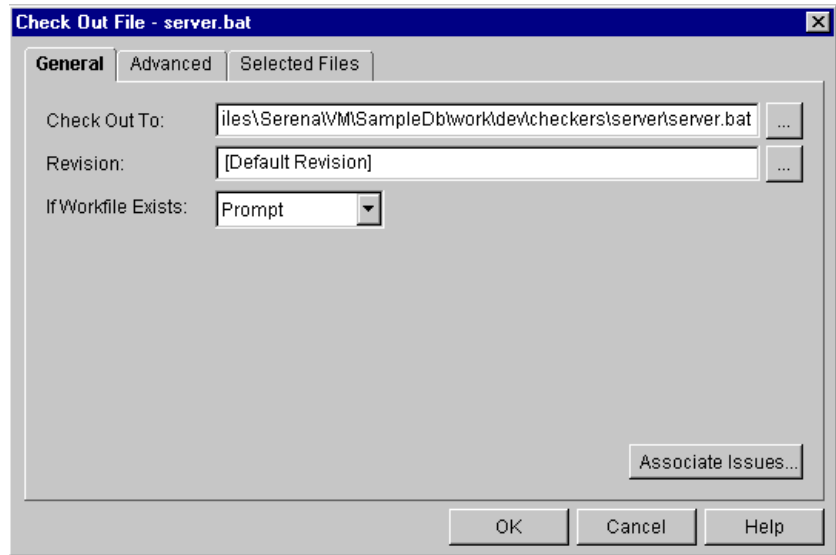 Check Out File - server.bat
General Advanced Selected Files
Check Out To: iles\Serena\VM\SampleDb\work\dev\checkers\server\server.bat ...
Revision: [Default Revision] ...
If Workfile Exists: Prompt
Associate Issues...
OK Cancel Help